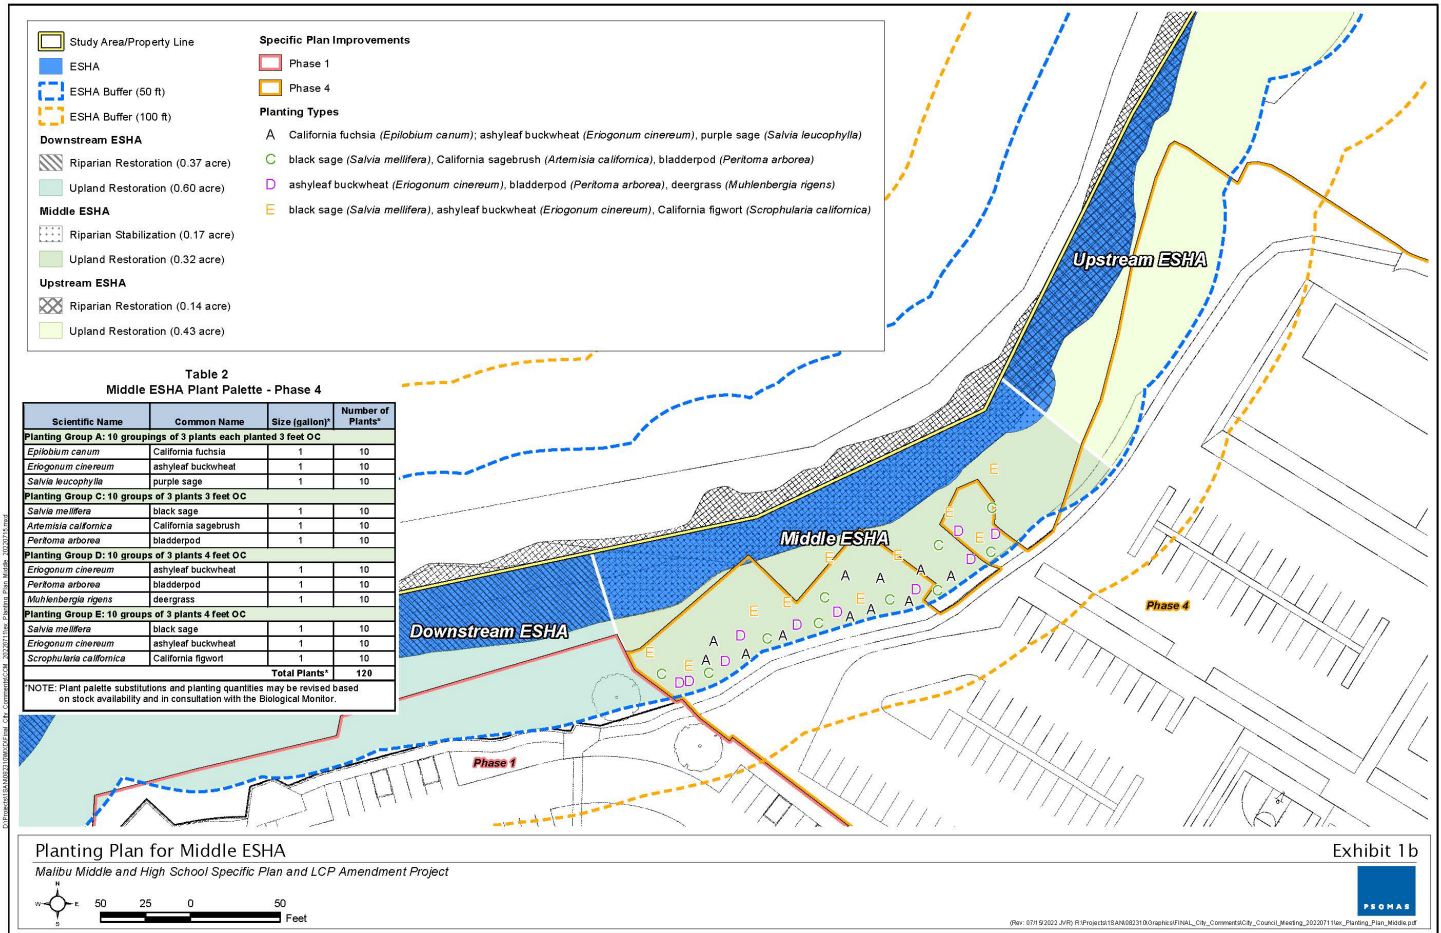 Study Area/Property Line
ESHA
ESHA Buffer (50 ft)
ESHA Buffer (100 ft)
Downstream ESHA
Riparian Restoration (0.37 acre)
Upland Restoration (0.60 acre)
Middle ESHA
Riparian Stabilization (0.17 acre)
Upland Restoration (0.32 acre)
Upstream ESHA
Riparian Restoration (0.14 acre)
Upland Restoration (0.43 acre)
Specific Plan Improvements
Phase 1
Phase 4
Planting Types
A California fuchsia (Epilobium canum); ashyleaf buckwheat (Eriogonum cinereum), purple sage (Salvia leucophylla)
C black sage (Salvia mellifera), California sagebrush (Artemisia californica), bladderpod (Peritoma arborea)
D ashyleaf buckwheat (Eriogonum cinereum), bladderpod (Peritoma arborea), deergrass (Muhlenbergia rigens)
E black sage (Salvia mellifera), ashyleaf buckwheat (Eriogonum cinereum), California figwort (Scrophularia californica)
Table 2
Middle ESHA Plant Palette - Phase 4
Scientific Name Common Name Size (gallon)* Number of Plants*
Planting Group A: 10 groupings of 3 plants each planted 3 feet OC
Epilobium canum California fuchsia 1 10
Eriogonum cinereum ashyleaf buckwheat 1 10
Salvia leucophylla purple sage 1 10
Planting Group C: 10 groups of 3 plants 3 feet OC
Salvia mellifera black sage 1 10
Artemisia californica California sagebrush 1 10
Peritoma arborea bladderpod 1 10
Planting Group D: 10 groups of 3 plants 4 feet OC
Eriogonum cinereum ashyleaf buckwheat 1 10
Peritoma arborea bladderpod 1 10
Muhlenbergia rigens deergrass 1 10
Planting Group E: 10 groups of 3 plants 4 feet OC
Salvia mellifera black sage 1 10
Eriogonum cinereum ashyleaf buckwheat 1 10
Scrophularia californica California figwort 1 10
Total Plants* 120
*NOTE: Plant palette substitutions and planting quantities may be revised based
on stock availability and in consultation with the Biological Monitor.
Upstream ESHA
Middle ESHA
Downstream ESHA
Phase 4
Phase 1
Planting Plan for Middle ESHA
Exhibit 1b
Malibu Middle and High School Specific Plan and LCP Amendment Project
N
W E
S
50 25 0 50
Feet
PSOMAS
(Rev: 07/15/2022 JVR) R:\Projects\1SAN\082310\Graphics\FINAL_City_Comments\City_Council_Meeting_20220711\ex_Planting_Plan_Middle.pdf